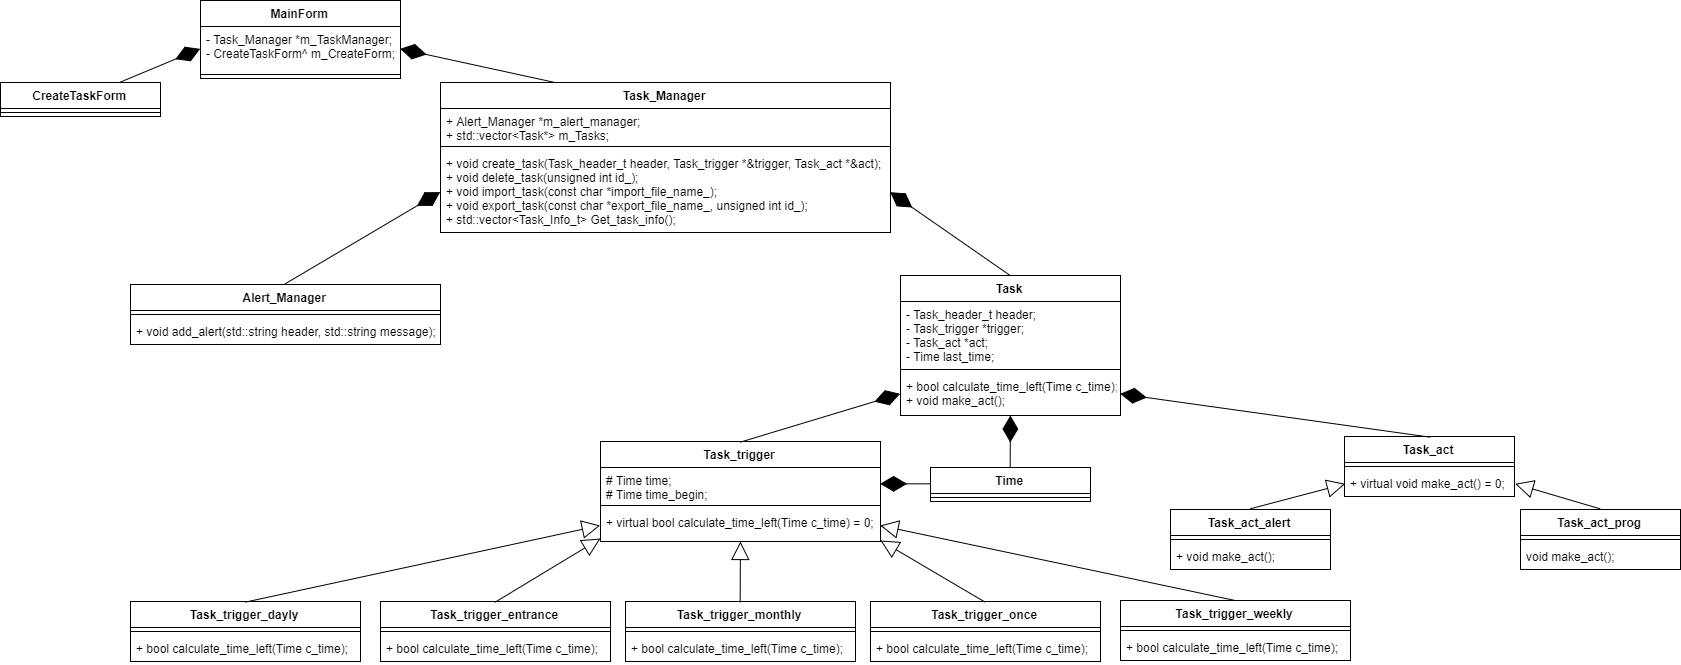 MainForm
- Task_Manager *m_TaskManager;
- CreateTaskForm^ m_CreateForm;
CreateTaskForm
Task_Manager
+ Alert_Manager *m_alert_manager;
+ std::vector<Task*> m_Tasks;
+ void create_task(Task_header_t header, Task_trigger *&trigger, Task_act *&act);
+ void delete_task(unsigned int id_);
+ void import_task(const char *import_file_name_);
+ void export_task(const char *export_file_name_, unsigned int id_);
+ std::vector<Task_Info_t> Get_task_info();
Alert_Manager
+ void add_alert(std::string header, std::string message);
Task
- Task_header_t header;
- Task_trigger *trigger;
- Task_act *act;
- Time last_time;
+ bool calculate_time_left(Time c_time);
+ void make_act();
Task_trigger
# Time time;
# Time time_begin;
+ virtual bool calculate_time_left(Time c_time) = 0;
Time
Task_act
+ virtual void make_act() = 0;
Task_act_alert
+ void make_act();
Task_act_prog
void make_act();
Task_trigger_dayly
+ bool calculate_time_left(Time c_time);
Task_trigger_entrance
+ bool calculate_time_left(Time c_time);
Task_trigger_monthly
+ bool calculate_time_left(Time c_time);
Task_trigger_once
+ bool calculate_time_left(Time c_time);
Task_trigger_weekly
+ bool calculate_time_left(Time c_time);